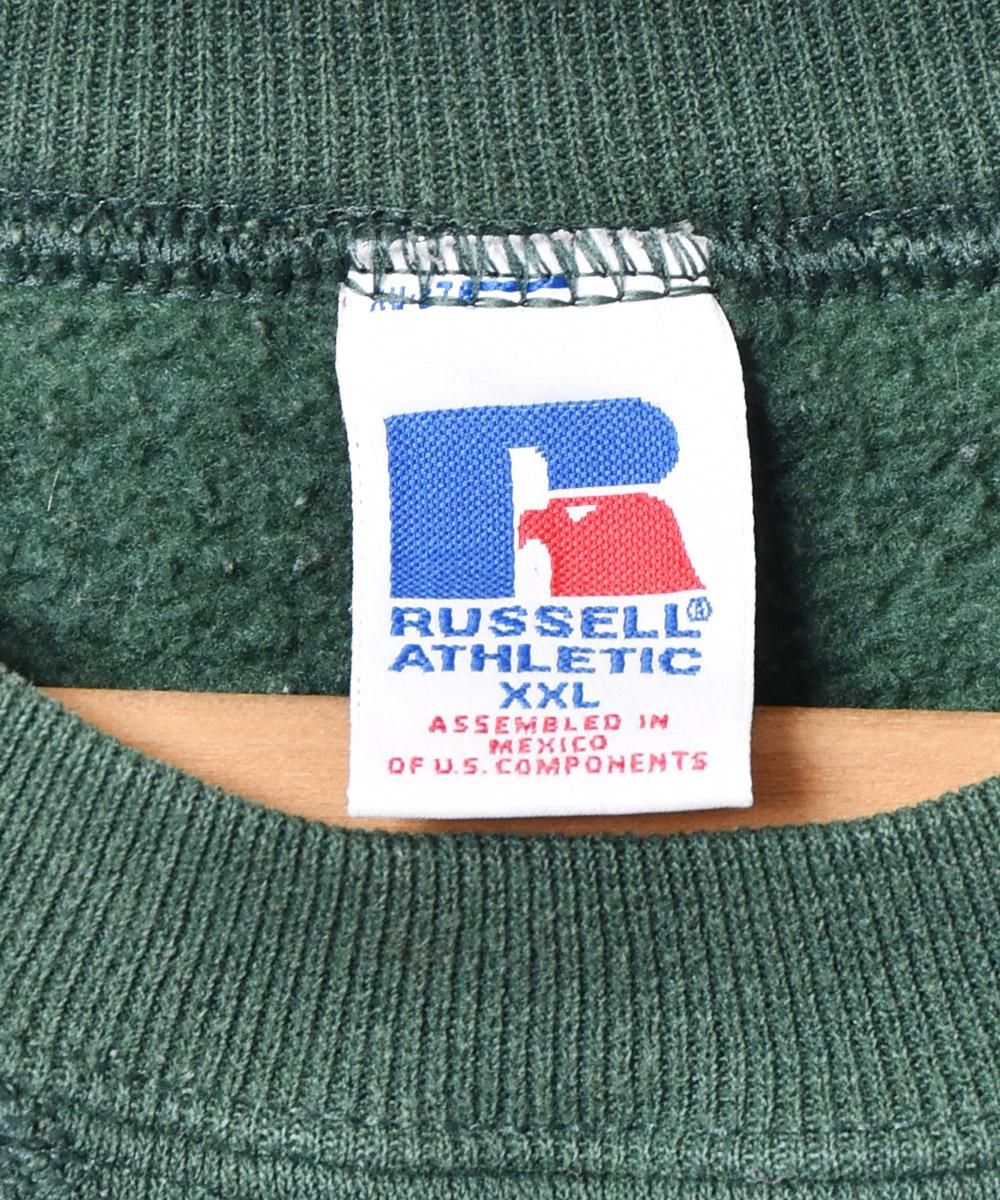 RUSSELL®
ATHLETIC
XXL
ASSEMBLED IN
MEXICO
OF U.S. COMPONENTS